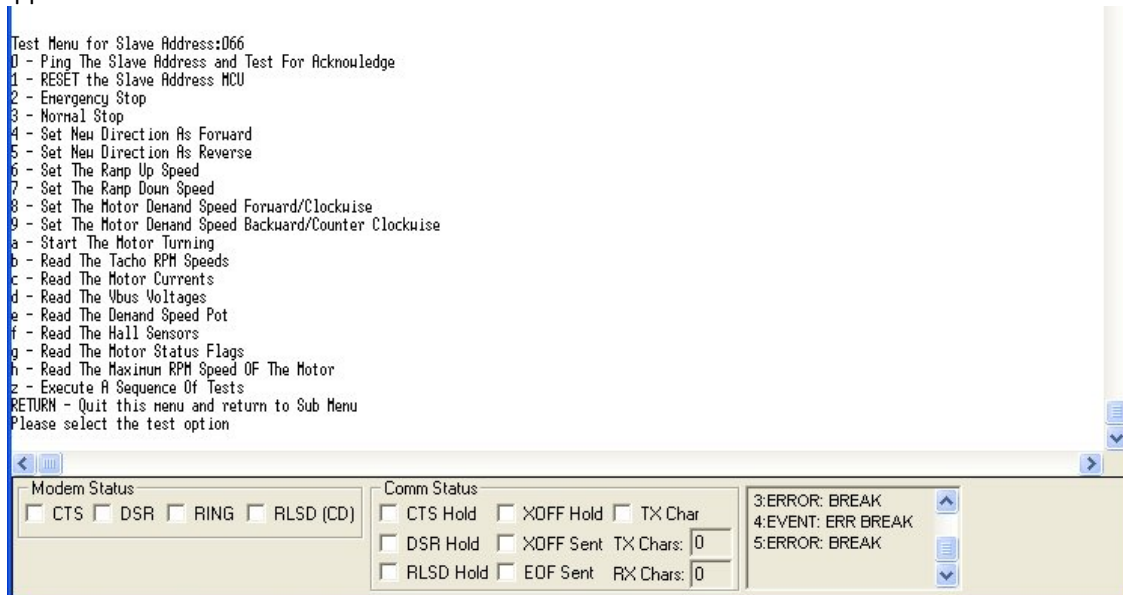 Test Menu for Slave Address:066
0 - Ping The Slave Address and Test For Acknowledge
1 - RESET the Slave Address MCU
2 - Emergency Stop
3 - Normal Stop
4 - Set New Direction As Forward
5 - Set New Direction As Reverse
6 - Set The Ramp Up Speed
7 - Set The Ramp Down Speed
8 - Set The Motor Demand Speed Forward/Clockwise
9 - Set The Motor Demand Speed Backward/Counter Clockwise
a - Start The Motor Turning
b - Read The Tacho RPM Speeds
c - Read The Motor Currents
d - Read The Vbus Voltages
e - Read The Demand Speed Pot
f - Read The Hall Sensors
g - Read The Motor Status Flags
h - Read The Maximum RPM Speed OF The Motor
z - Execute A Sequence Of Tests
RETURN - Quit this menu and return to Sub Menu
Please select the test option
Modem Status
CTS DSR RING RLSD (CD)
Comm Status
CTS Hold XOFF Hold TX Char
DSR Hold XOFF Sent TX Chars: 0
RLSD Hold EOF Sent RX Chars: 0
3:ERROR: BREAK
4:EVENT: ERR BREAK
5:ERROR: BREAK